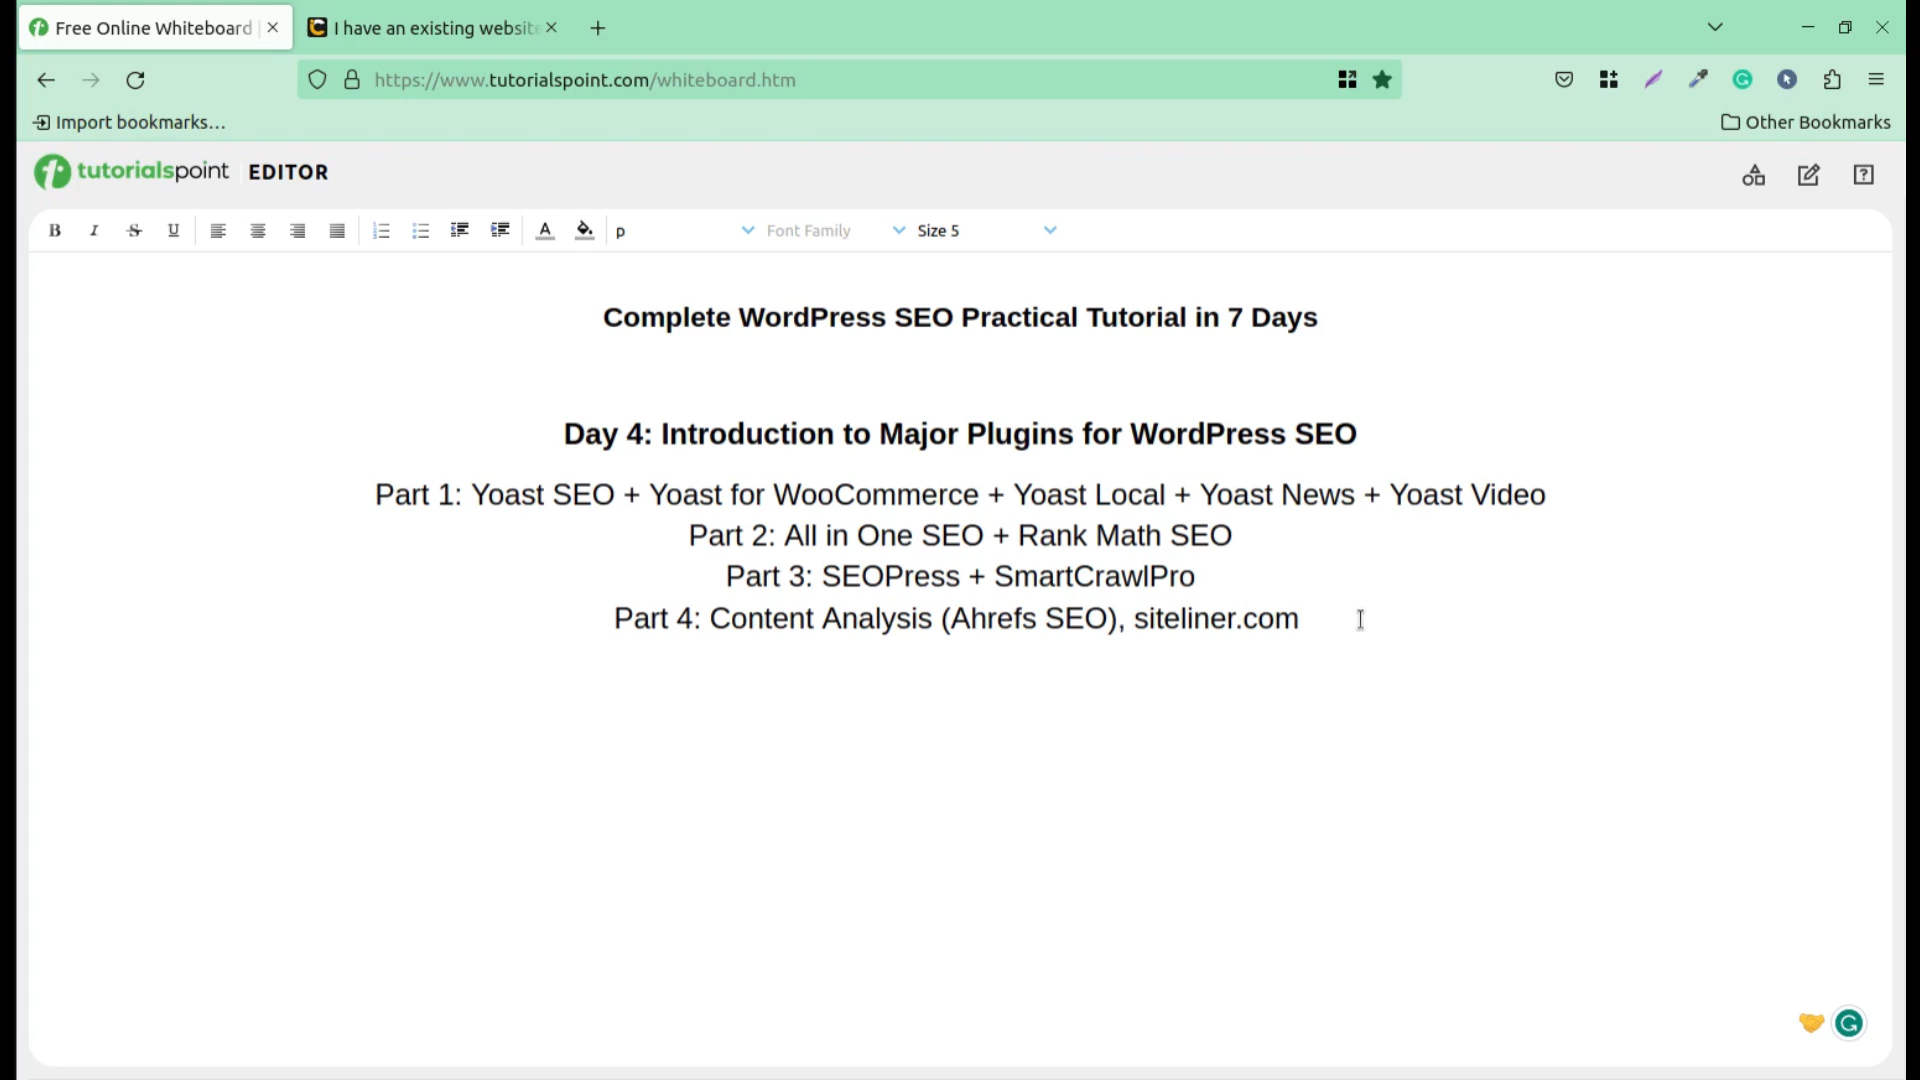 Free Online Whiteboard |
I have an existing website
https://www.tutorialspoint.com/whiteboard.htm
Import bookmarks...
Other Bookmarks
tutorialspoint EDITOR
B I S U A p Font Family Size 5
Complete WordPress SEO Practical Tutorial in 7 Days
Day 4: Introduction to Major Plugins for WordPress SEO
Part 1: Yoast SEO + Yoast for WooCommerce + Yoast Local + Yoast News + Yoast Video
Part 2: All in One SEO + Rank Math SEO
Part 3: SEOPress + SmartCrawlPro
Part 4: Content Analysis (Ahrefs SEO), siteliner.com